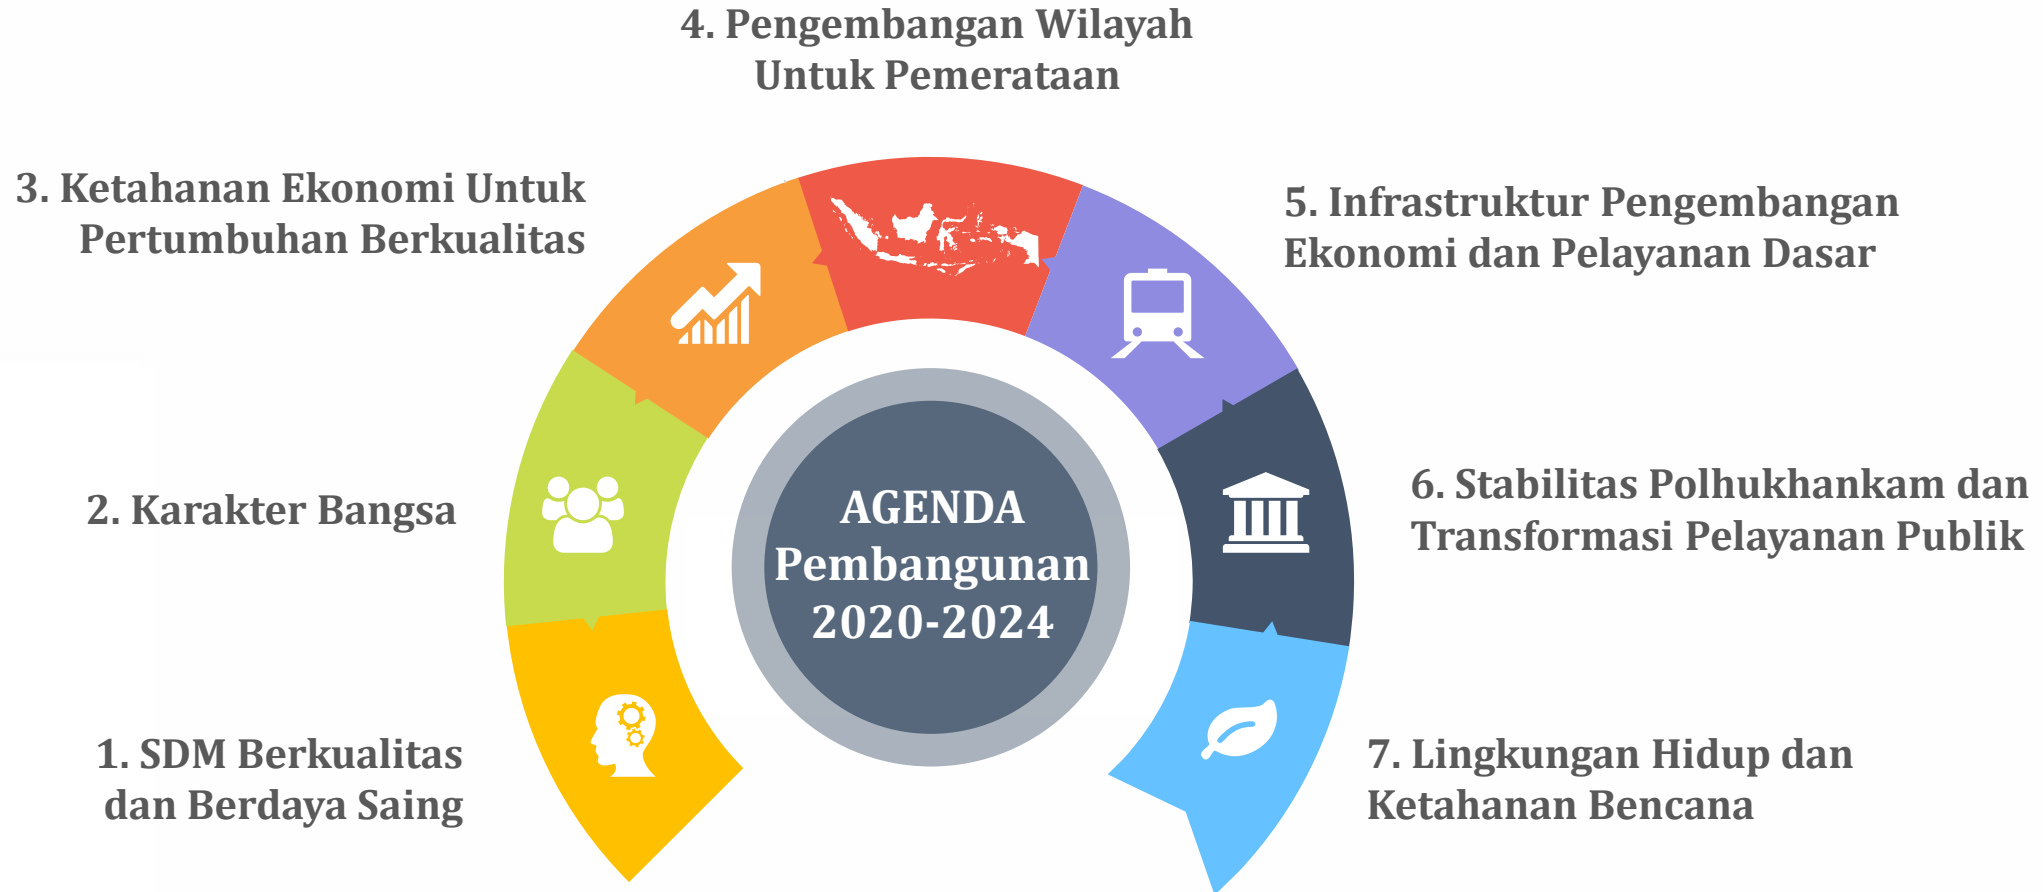 4. Pengembangan Wilayah
Untuk Pemerataan
3. Ketahanan Ekonomi Untuk
Pertumbuhan Berkualitas
5. Infrastruktur Pengembangan
Ekonomi dan Pelayanan Dasar
2. Karakter Bangsa
AGENDA
Pembangunan
2020-2024
6. Stabilitas Polhukhankam dan
Transformasi Pelayanan Publik
1. SDM Berkualitas
dan Berdaya Saing
7. Lingkungan Hidup dan
Ketahanan Bencana